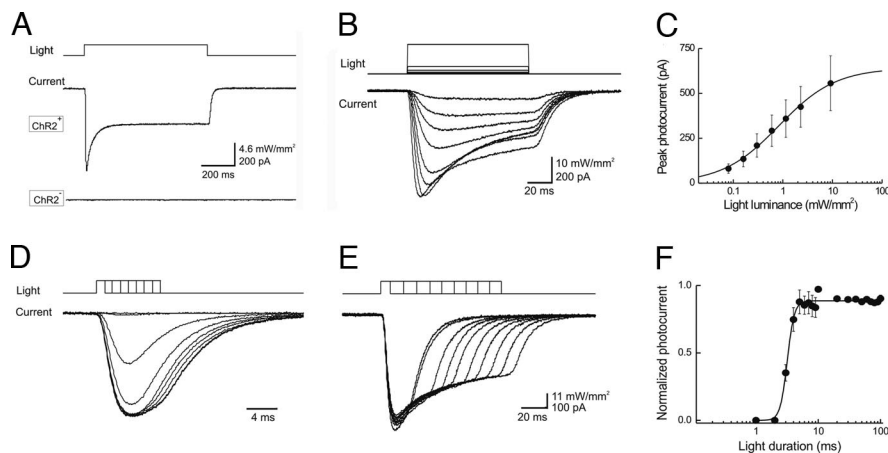 A
Light
Current
ChR2+
4.6 mW/mm²
200 pA
200 ms
ChR2-
B
Light
Current
10 mW/mm²
200 pA
20 ms
C
Peak photocurrent (pA)
750
500
250
0
0.1
1
10
100
Light luminance (mW/mm²)
D
Light
Current
4 ms
E
11 mW/mm²
100 pA
20 ms
F
Normalized photocurrent
1.0
0.5
0.0
1
10
100
Light duration (ms)